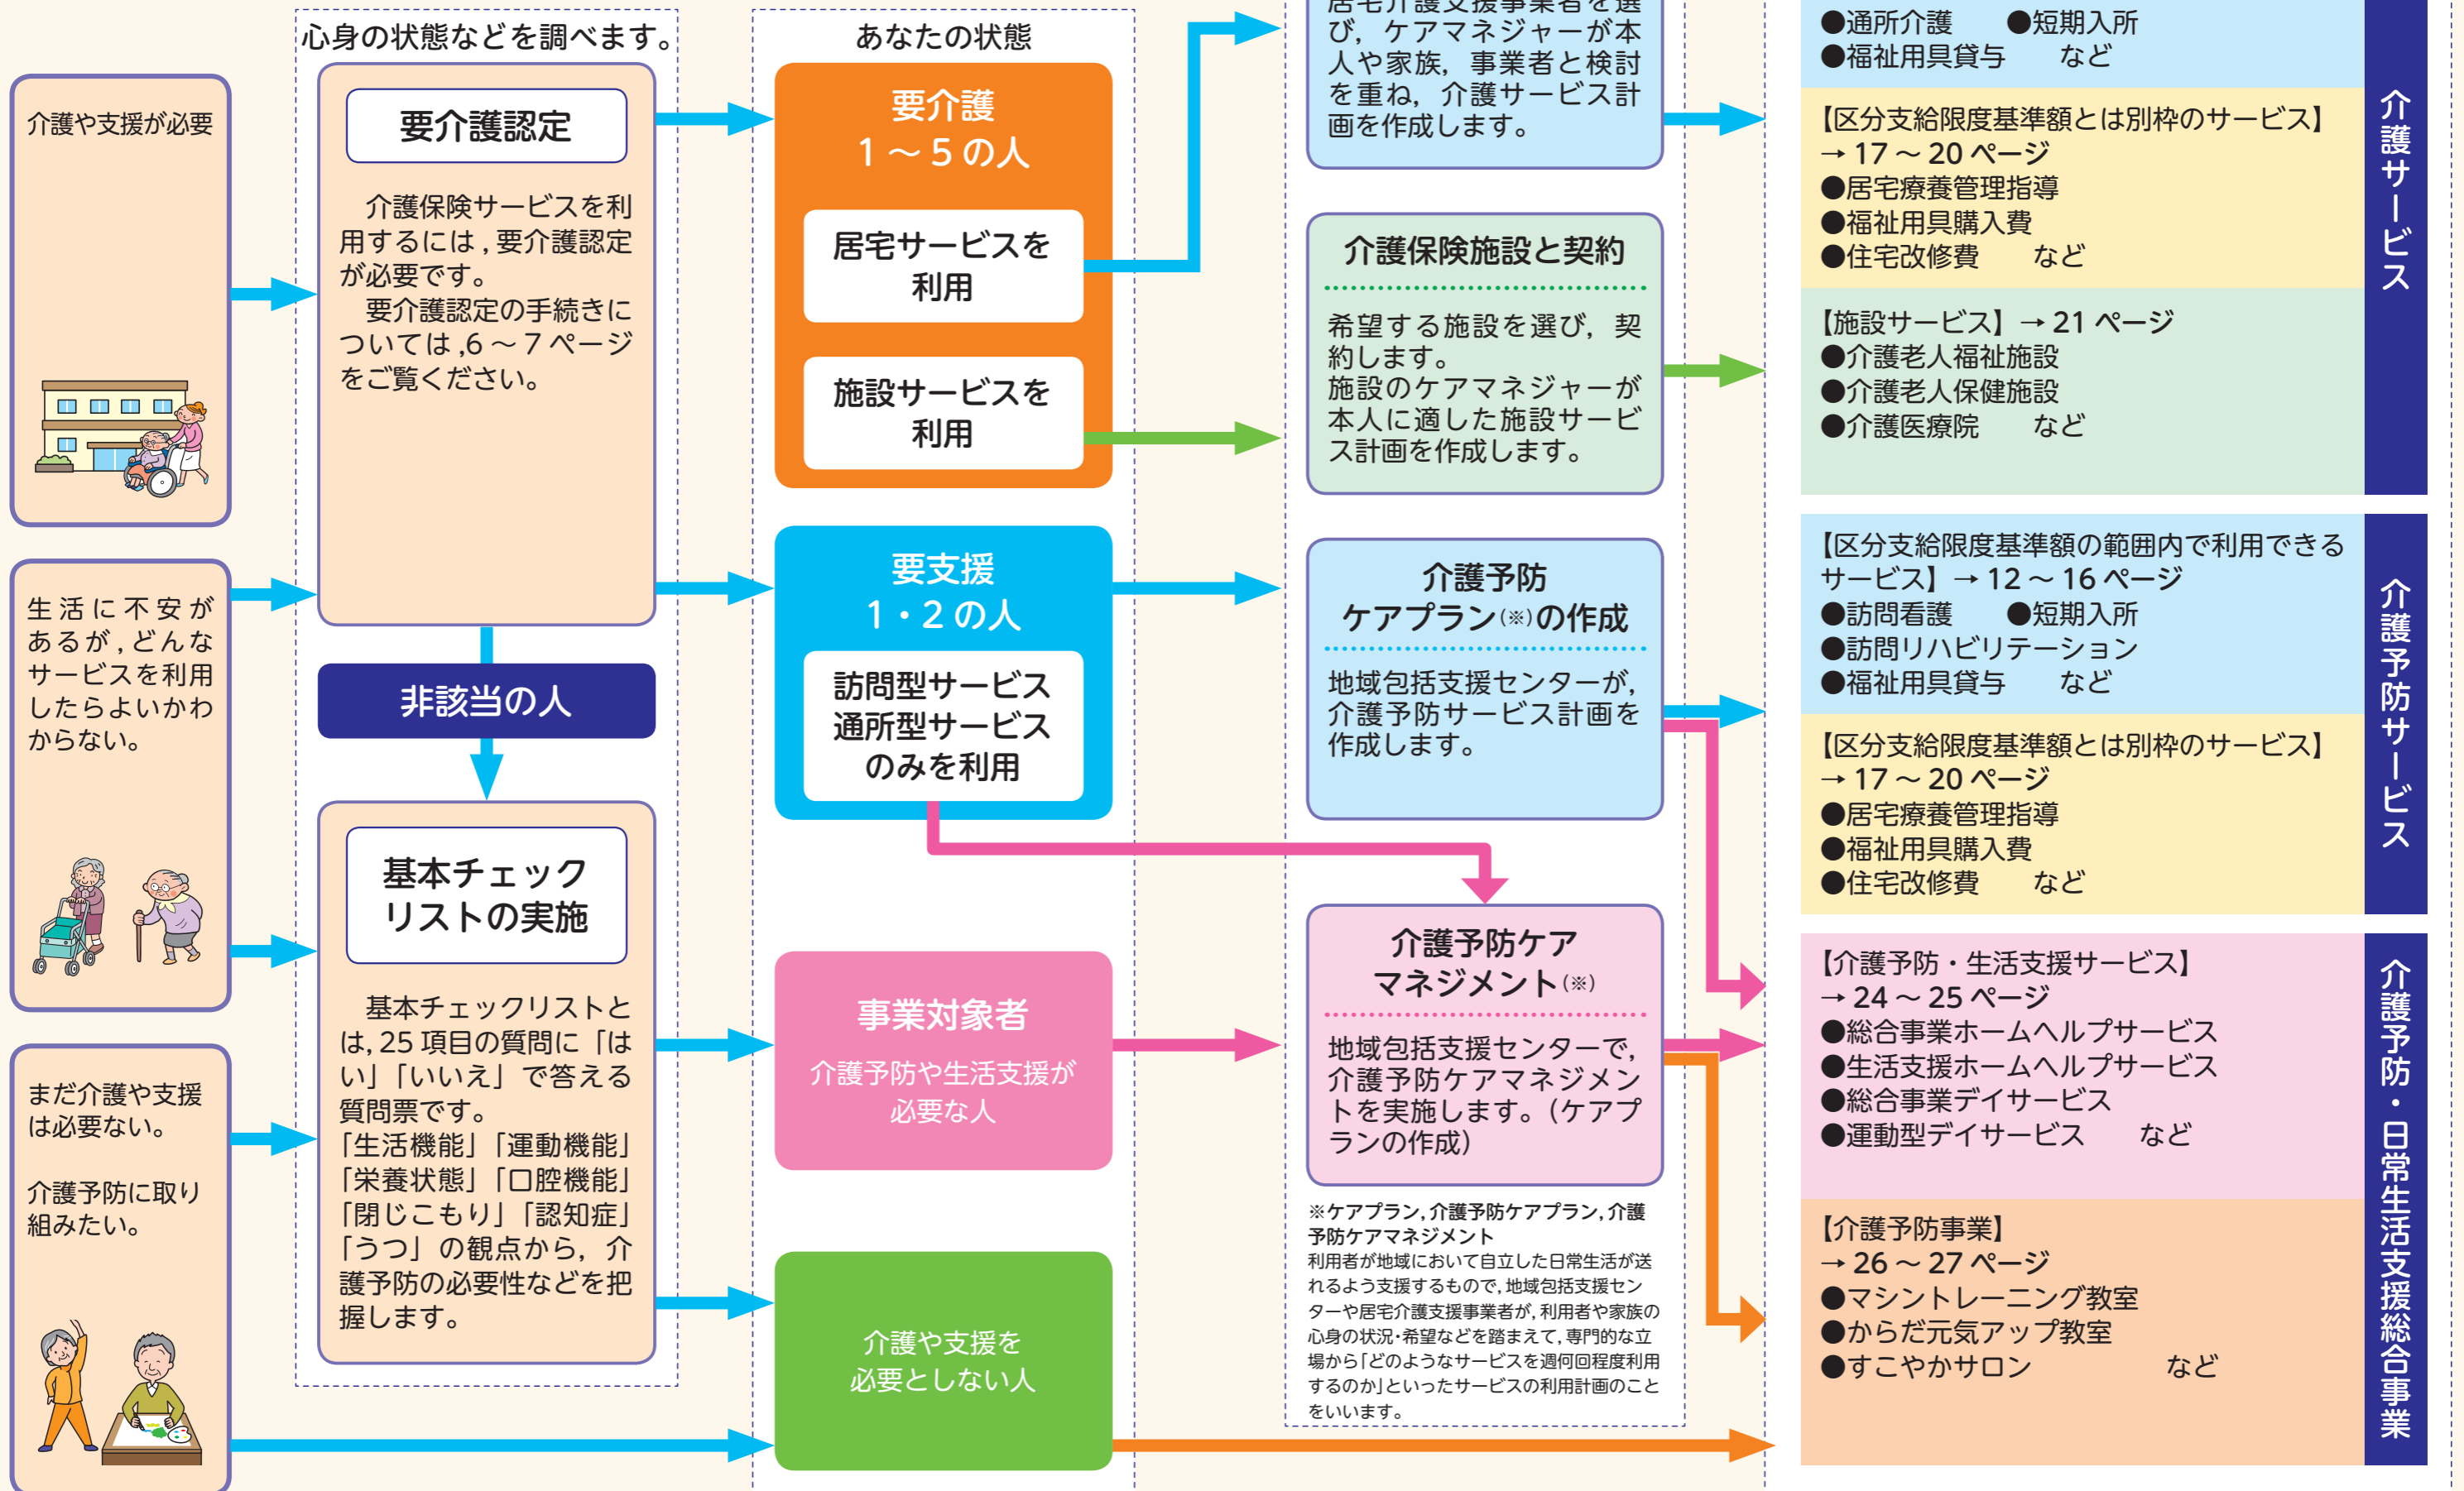 介護や支援が必要
生活に不安が
あるが,どんな
サービスを利用
したらよいかわ
からない。
まだ介護や支援
は必要ない。
介護予防に取り
組みたい。
心身の状態などを調べます。
要介護認定
介護保険サービスを利
用するには,要介護認定
が必要です。
要介護認定の手続きに
ついては,6～7ページ
をご覧ください。
非該当の人
基本チェック
リストの実施
基本チェックリストと
は,25項目の質問に「は
い」「いいえ」で答える
質問票です。
「生活機能」「運動機能」
「栄養状態」「口腔機能」
「閉じこもり」「認知症」
「うつ」の観点から，介
護予防の必要性などを把
握します。
あなたの状態
要介護
1～5の人
居宅サービスを
利用
施設サービスを
利用
要支援
1・2の人
訪問型サービス
通所型サービス
のみを利用
事業対象者
介護予防や生活支援が
必要な人
介護や支援を
必要としない人
居宅介護支援事業者を選
び，ケアマネジャーが本
人や家族，事業者と検討
を重ね，介護サービス計
画を作成します。
介護保険施設と契約
希望する施設を選び，契
約します。
施設のケアマネジャーが
本人に適した施設サービ
ス計画を作成します。
介護予防
ケアプラン(※)の作成
地域包括支援センターが，
介護予防サービス計画を
作成します。
介護予防ケア
マネジメント(※)
地域包括支援センターで，
介護予防ケアマネジメン
トを実施します。（ケアプ
ランの作成）
※ケアプラン,介護予防ケアプラン,介護
予防ケアマネジメント
利用者が地域において自立した日常生活が送
れるよう支援するもので,地域包括支援セン
ターや居宅介護支援事業者が,利用者や家族の
心身の状況・希望などを踏まえて,専門的な立
場から「どのようなサービスを週何回程度利用
するのか」といったサービスの利用計画のこと
をいいます。
●通所介護　●短期入所
●福祉用具貸与　など
【区分支給限度基準額とは別枠のサービス】
→17～20ページ
●居宅療養管理指導
●福祉用具購入費
●住宅改修費　など
【施設サービス】→21ページ
●介護老人福祉施設
●介護老人保健施設
●介護医療院　など
介護サービス
【区分支給限度基準額の範囲内で利用できる
サービス】→12～16ページ
●訪問看護　●短期入所
●訪問リハビリテーション
●福祉用具貸与　など
【区分支給限度基準額とは別枠のサービス】
→17～20ページ
●居宅療養管理指導
●福祉用具購入費
●住宅改修費　など
介護予防サービス
【介護予防・生活支援サービス】
→24～25ページ
●総合事業ホームヘルプサービス
●生活支援ホームヘルプサービス
●総合事業デイサービス
●運動型デイサービス　など
【介護予防事業】
→26～27ページ
●マシントレーニング教室
●からだ元気アップ教室
●すこやかサロン　など
介護予防・日常生活支援総合事業